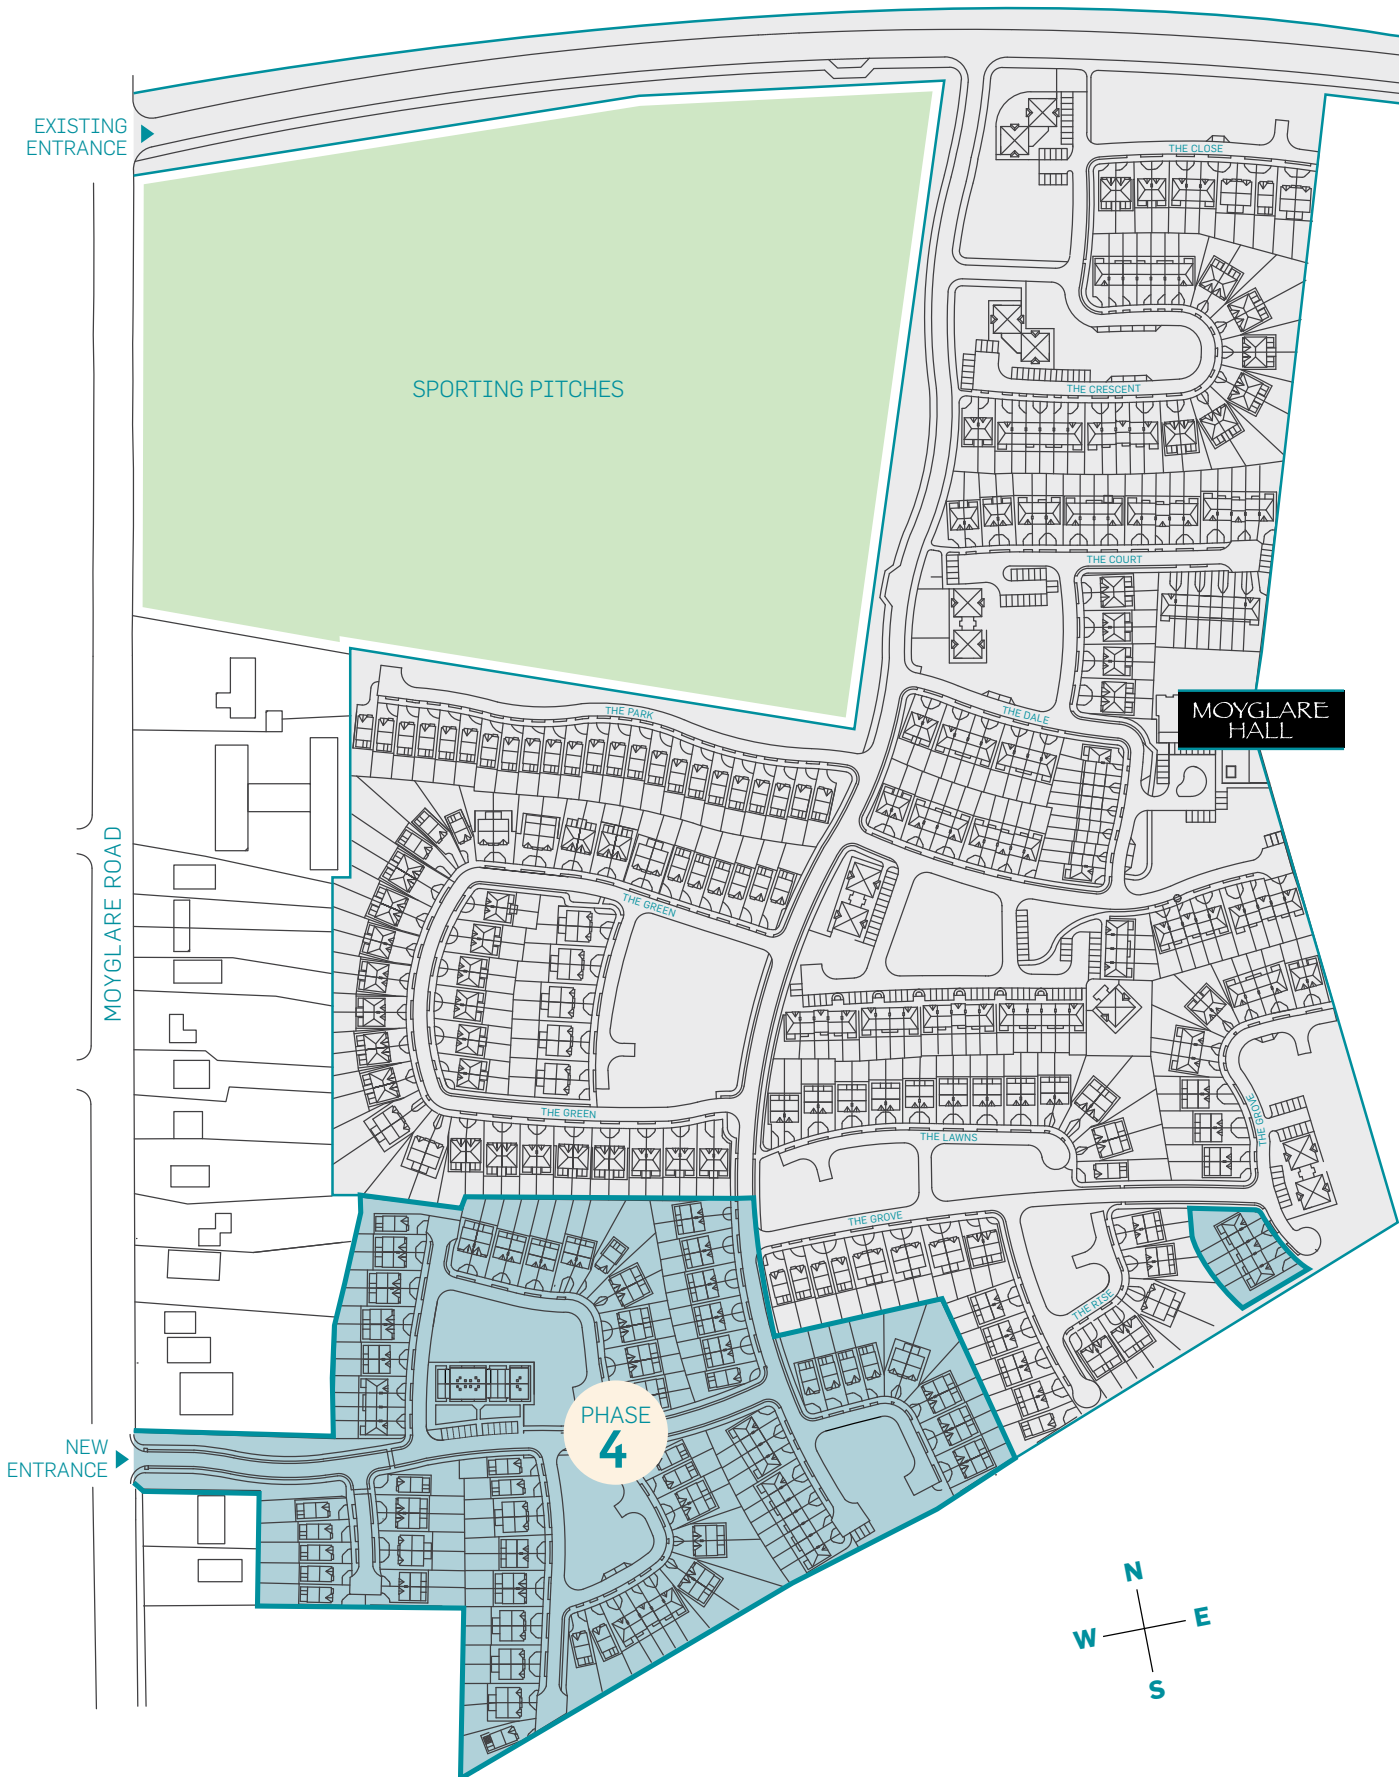 EXISTING
ENTRANCE
THE CLOSE
SPORTING PITCHES
THE CRESCENT
THE COURT
THE PARK
THE DALE
MOYGLARE
HALL
MOYGLARE ROAD
THE GREEN
THE GREEN
THE LAWNS
THE GROVE
THE GROVE
THE RISE
PHASE
4
NEW
ENTRANCE
N
W
E
S